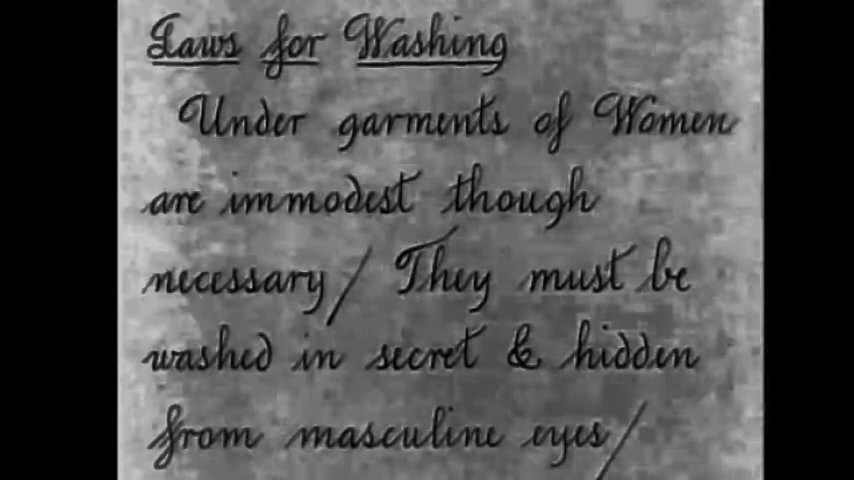 Laws for Washing
Under garments of Women
are immodest though
necessary/ They must be
washed in secret & hidden
from masculine eyes/